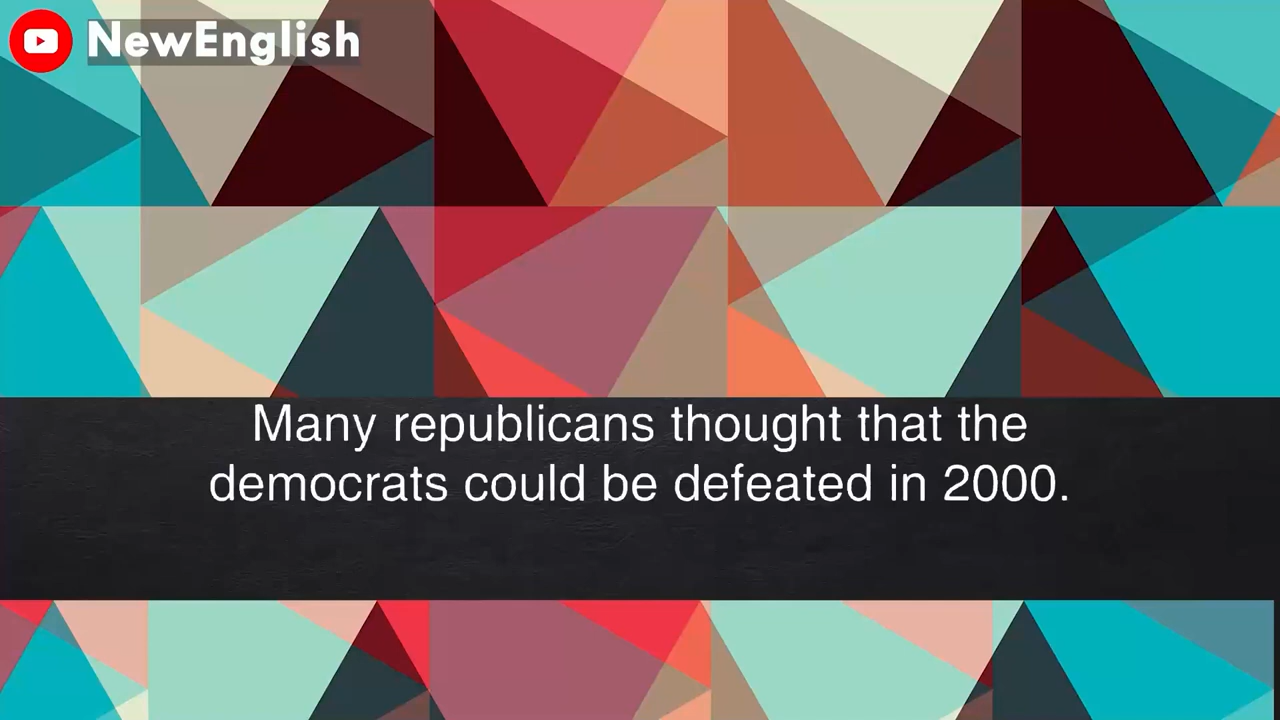 NewEnglish
Many republicans thought that the
democrats could be defeated in 2000.